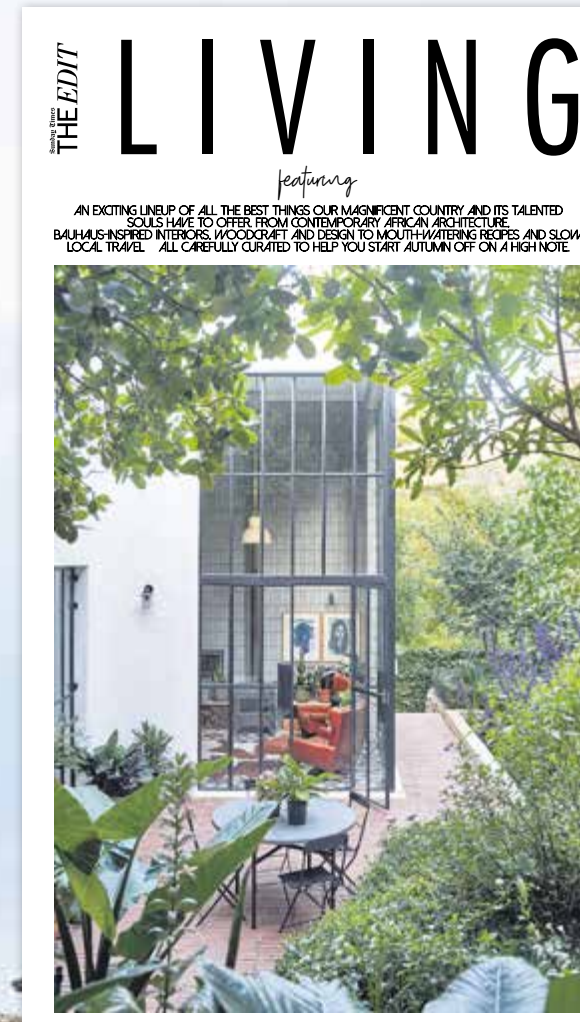 Sunday Times
THE EDIT
LIVING
featuring
AN EXCITING LINEUP OF ALL THE BEST THINGS OUR MAGNIFICENT COUNTRY AND ITS TALENTED
SOULS HAVE TO OFFER. FROM CONTEMPORARY AFRICAN ARCHITECTURE,
BAUHAUS-INSPIRED INTERIORS, WOODCRAFT AND DESIGN TO MOUTH-WATERING RECIPES AND SLOW
LOCAL TRAVEL ALL CAREFULLY CURATED TO HELP YOU START AUTUMN OFF ON A HIGH NOTE.